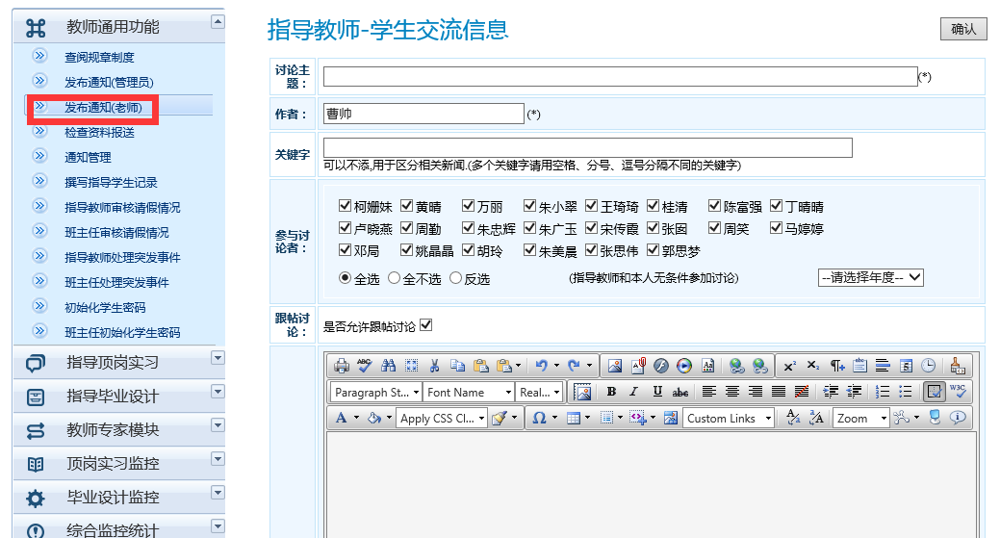 教师通用功能
查阅规章制度
发布通知(管理员)
发布通知(老师)
检查资料报送
通知管理
撰写指导学生记录
指导教师审核请假情况
班主任审核请假情况
指导教师处理突发事件
班主任处理突发事件
初始化学生密码
班主任初始化学生密码
指导顶岗实习
指导毕业设计
教师专家模块
顶岗实习监控
毕业设计监控
综合监控统计
指导教师-学生交流信息
确认
讨论主
题：
(*)
作者：
曹帅
(*)
关键字
可以不添,用于区分相关新闻.(多个关键字请用空格、分号、逗号分隔不同的关键字)
参与讨
论者：
柯姗妹 黄晴 万丽 朱小翠 王琦琦 桂清 陈富强 丁晴晴
卢晓燕 周勤 朱忠辉 朱广玉 宋传霞 张囡 周笑 马婷婷
邓局 姚晶晶 胡玲 朱美晨 张思伟 郭思梦
全选 全不选 反选 (指导教师和本人无条件参加讨论) --请选择年度--
跟帖讨
论：
是否允许跟帖讨论
Paragraph St... Font Name Real... B I U abc W3C
A Apply CSS Cl... Ω Custom Links Zoom